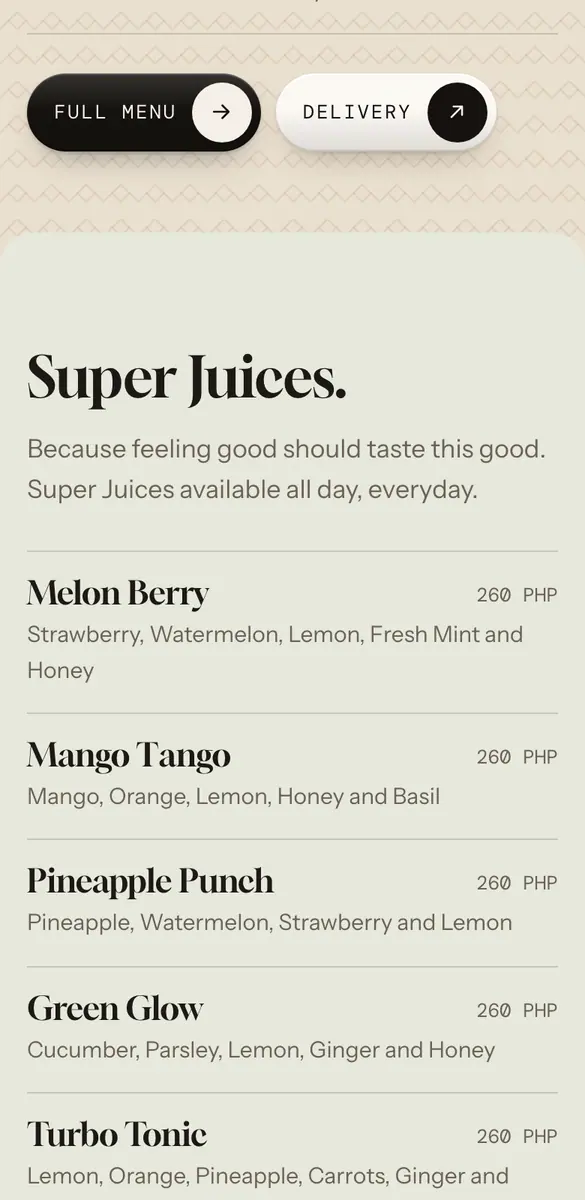 FULL MENU
DELIVERY
Super Juices.
Because feeling good should taste this good.
Super Juices available all day, everyday.
Melon Berry 260 PHP
Strawberry, Watermelon, Lemon, Fresh Mint and
Honey
Mango Tango 260 PHP
Mango, Orange, Lemon, Honey and Basil
Pineapple Punch 260 PHP
Pineapple, Watermelon, Strawberry and Lemon
Green Glow 260 PHP
Cucumber, Parsley, Lemon, Ginger and Honey
Turbo Tonic 260 PHP
Lemon, Orange, Pineapple, Carrots, Ginger and